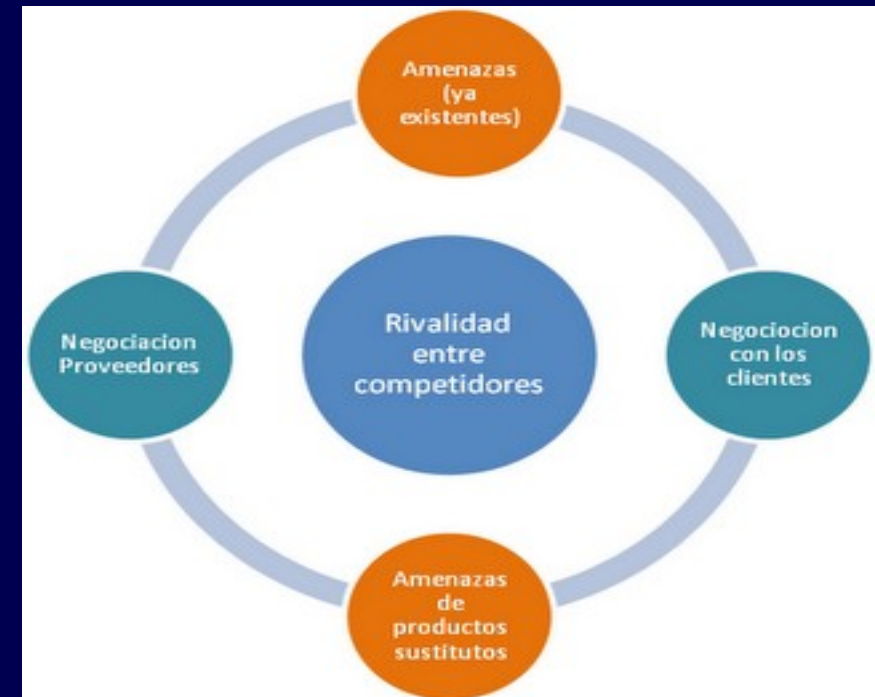 Amenazas
(ya
existentes)
Negociacion
Proveedores
Rivalidad
entre
competidores
Negociocion
con los
clientes
Amenazas
de
productos
sustitutos